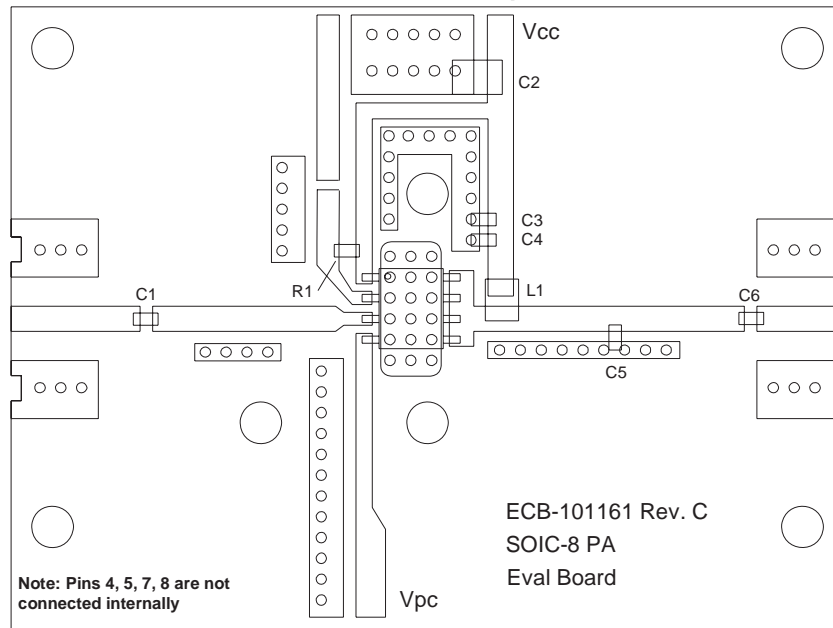 Vcc
C2
C3
C4
R1
L1
C1
C6
C5
ECB-101161 Rev. C
SOIC-8 PA
Eval Board
Note: Pins 4, 5, 7, 8 are not
connected internally
Vpc